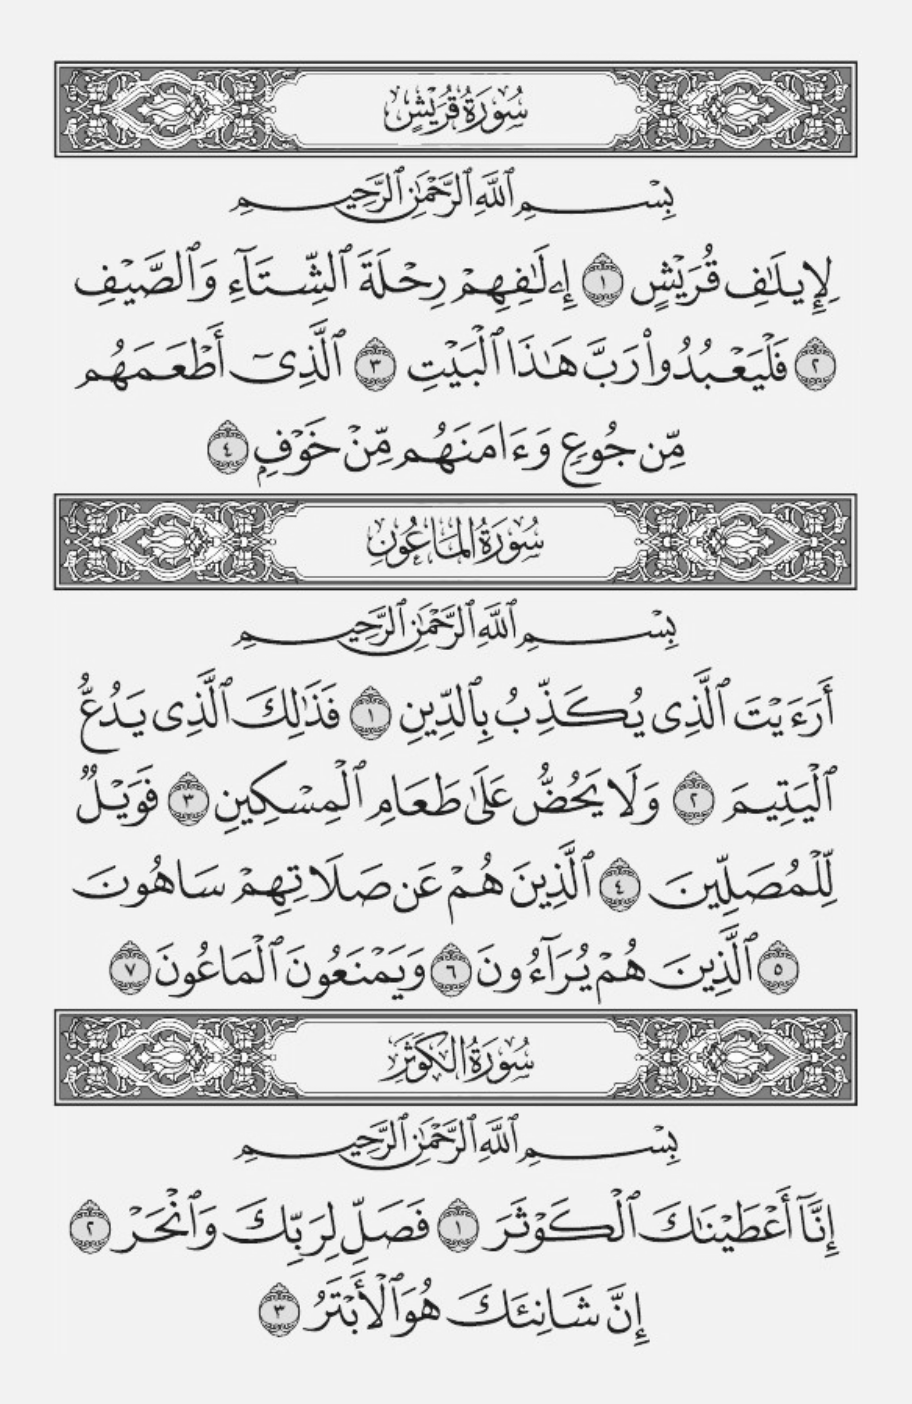 سُورَةُ قُرَيْشٍ
بِسْمِ ٱللَّهِ ٱلرَّحْمَٰنِ ٱلرَّحِيمِ
لِإِيلَٰفِ قُرَيْشٍ ١ إِۦلَٰفِهِمْ رِحْلَةَ ٱلشِّتَآءِ وَٱلصَّيْفِ
٢ فَلْيَعْبُدُوا۟ رَبَّ هَٰذَا ٱلْبَيْتِ ٣ ٱلَّذِىٓ أَطْعَمَهُم
مِّن جُوعٍ وَءَامَنَهُم مِّنْ خَوْفٍۭ ٤
سُورَةُ المَاعُونِ
بِسْمِ ٱللَّهِ ٱلرَّحْمَٰنِ ٱلرَّحِيمِ
أَرَءَيْتَ ٱلَّذِى يُكَذِّبُ بِٱلدِّينِ ١ فَذَٰلِكَ ٱلَّذِى يَدُعُّ
ٱلْيَتِيمَ ٢ وَلَا يَحُضُّ عَلَىٰ طَعَامِ ٱلْمِسْكِينِ ٣ فَوَيْلٌ
لِّلْمُصَلِّينَ ٤ ٱلَّذِينَ هُمْ عَن صَلَاتِهِمْ سَاهُونَ
٥ ٱلَّذِينَ هُمْ يُرَآءُونَ ٦ وَيَمْنَعُونَ ٱلْمَاعُونَ ٧
سُورَةُ الكَوْثَرِ
بِسْمِ ٱللَّهِ ٱلرَّحْمَٰنِ ٱلرَّحِيمِ
إِنَّآ أَعْطَيْنَٰكَ ٱلْكَوْثَرَ ١ فَصَلِّ لِرَبِّكَ وَٱنْحَرْ ٢
إِنَّ شَانِئَكَ هُوَ ٱلْأَبْتَرُ ٣